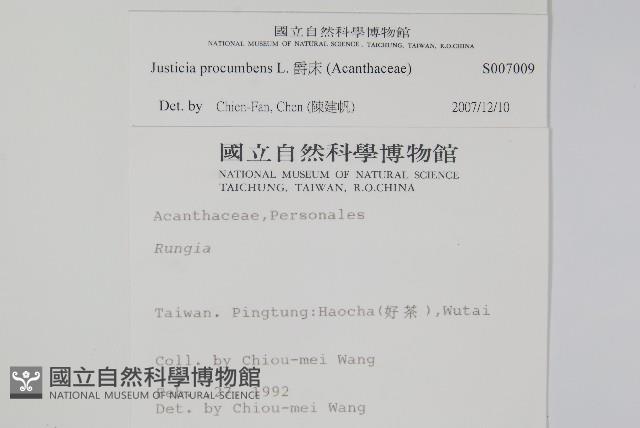 國立自然科學博物館
NATIONAL MUSEUM OF NATURAL SCIENCE, TAICHUNG, TAIWAN, R.O.CHINA
Justicia procumbens L. 爵床 (Acanthaceae) S007009
Det. by Chien-Fan, Chen (陳建帆) 2007/12/10
國立自然科學博物館
NATIONAL MUSEUM OF NATURAL SCIENCE
TAICHUNG, TAIWAN, R.O.CHINA
Acanthaceae,Personales
Rungia
Taiwan. Pingtung:Haocha(好茶),Wutai
Coll. by Chiou-mei Wang
27, 1992
Det. by Chiou-mei Wang
國立自然科學博物館
NATIONAL MUSEUM OF NATURAL SCIENCE